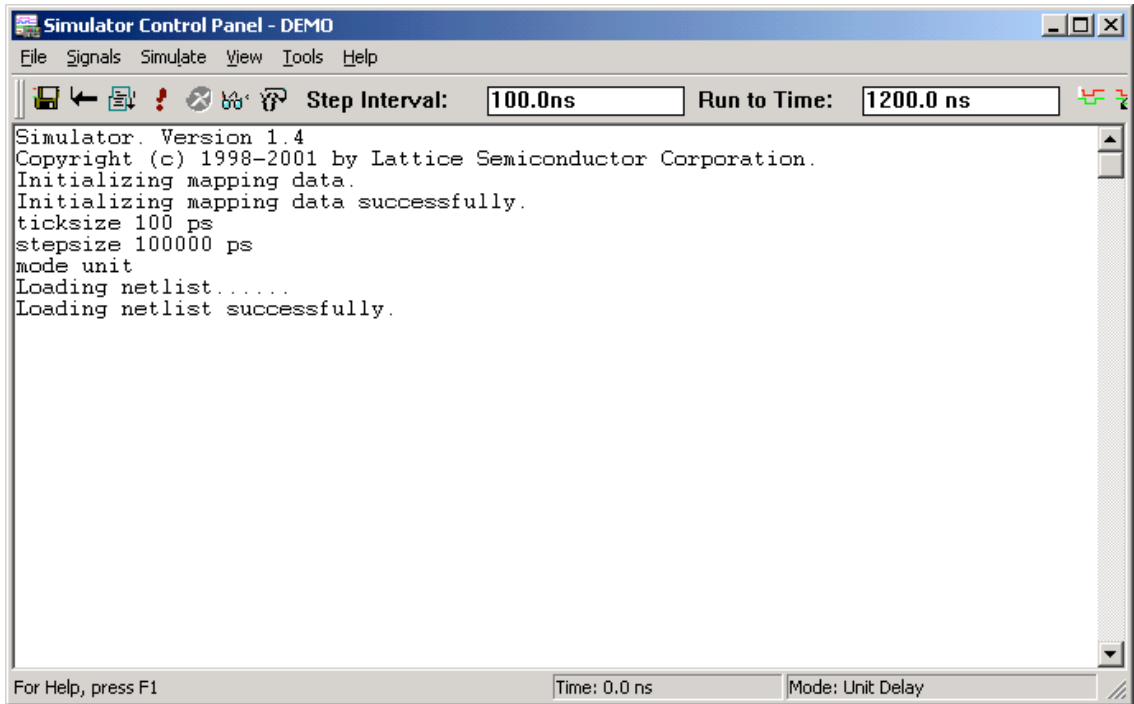 Simulator Control Panel - DEMO
File Signals Simulate View Tools Help
Step Interval: 100.0ns Run to Time: 1200.0 ns
Simulator. Version 1.4
Copyright (c) 1998-2001 by Lattice Semiconductor Corporation.
Initializing mapping data.
Initializing mapping data successfully.
ticksize 100 ps
stepsize 100000 ps
mode unit
Loading netlist......
Loading netlist successfully.
For Help, press F1 Time: 0.0 ns Mode: Unit Delay